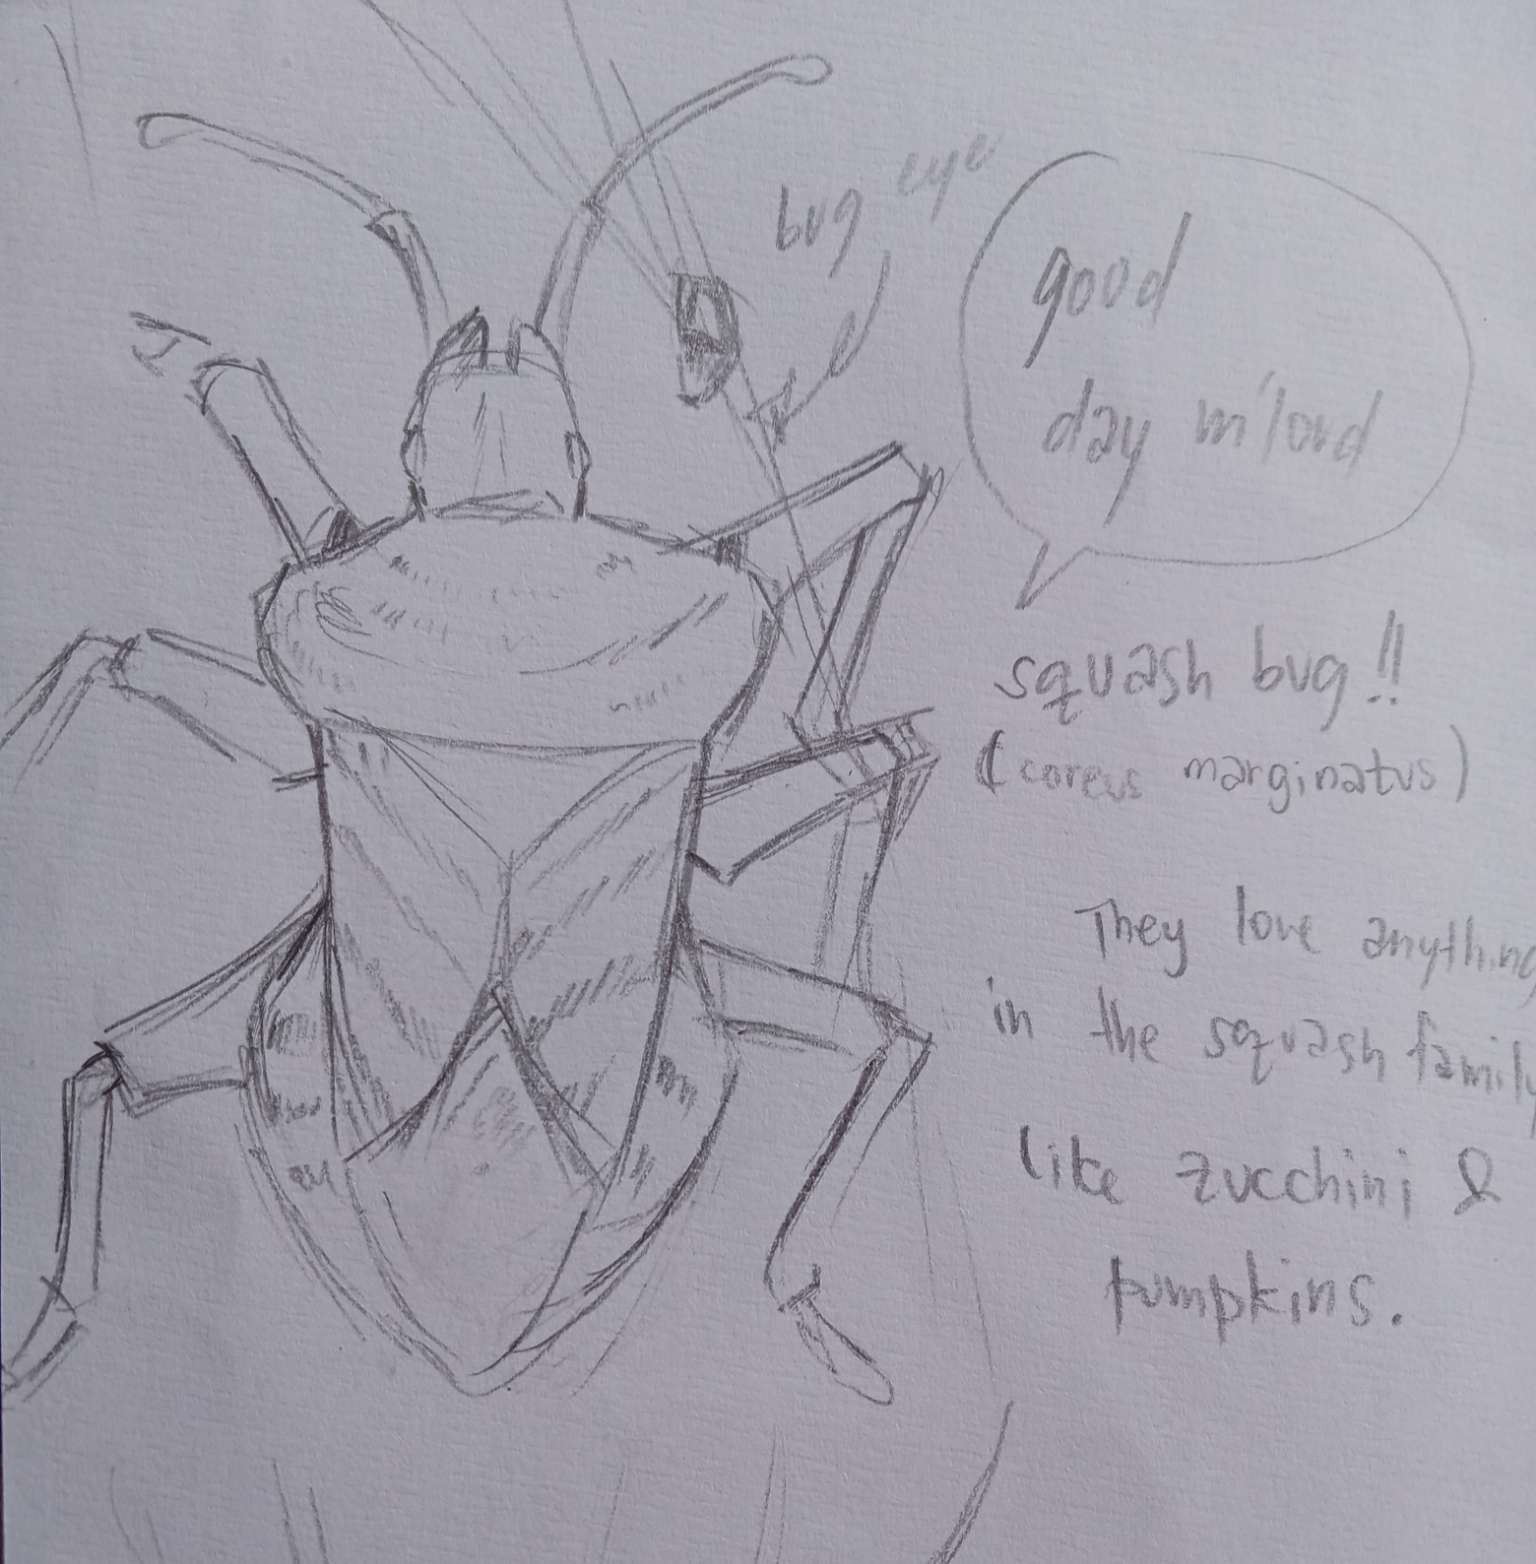 bug eye
good
day m'lord
squash bug!!
(coreus marginatus)
They love anything
in the squash family
like zucchini &
pumpkins.